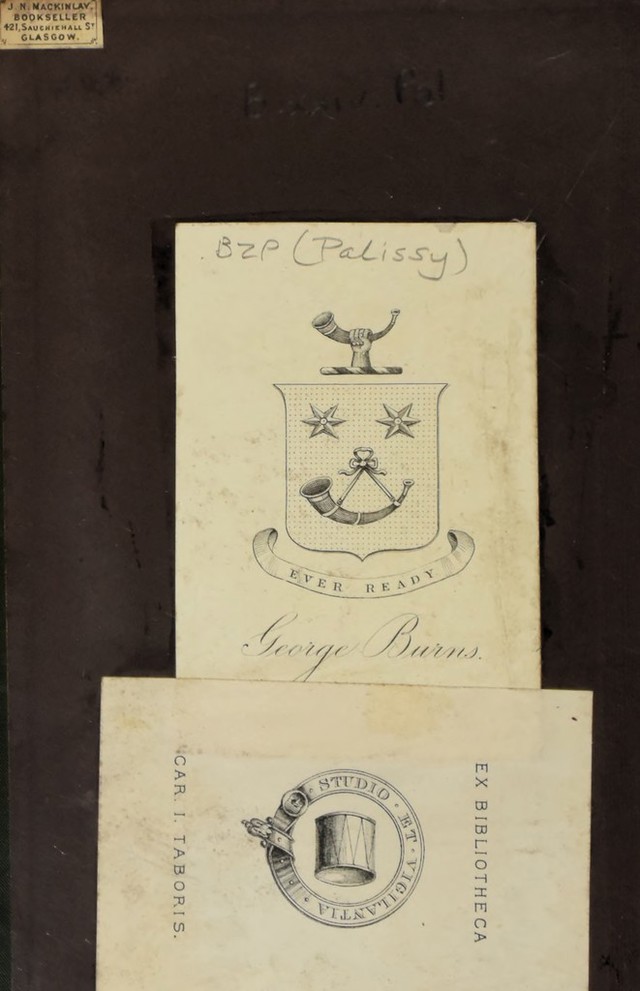 J. N. MACKINLAY,
BOOKSELLER
421, SAUCHIEHALL ST
GLASGOW.
BZP (Palissy)
EVER READY
George Burns.
EX BIBLIOTHECA
STUDIO · ET · VIGILANTIA ·
CAR. I. TABORIS.